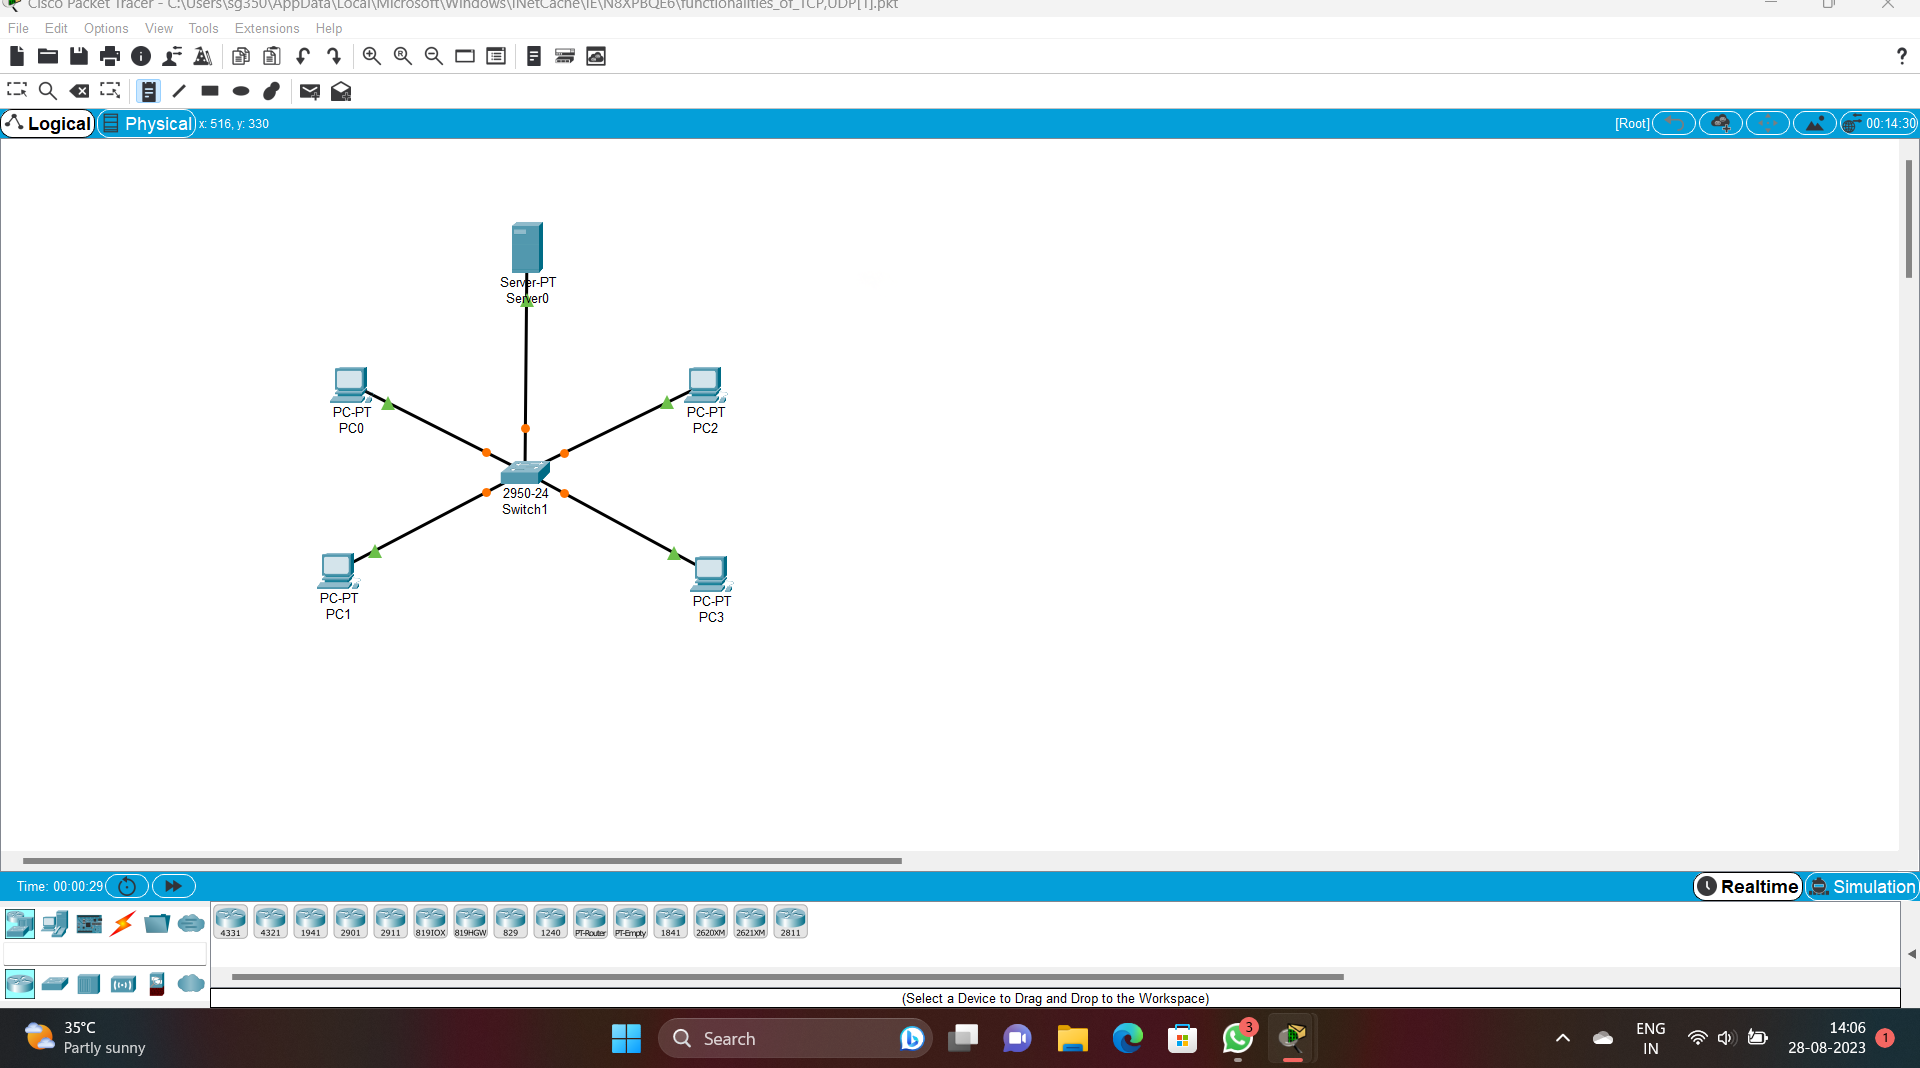 Cisco Packet Tracer - C:\Users\sg350\AppData\Local\Microsoft\Windows\INetCache\IE\N8XPBQE6\functionalities_of_TCP,UDP[1].pkt
File Edit Options View Tools Extensions Help
Logical Physical x: 516, y: 330 [Root] 00:14:30
Server-PT
Server0
PC-PT
PC0
PC-PT
PC2
2950-24
Switch1
PC-PT
PC1
PC-PT
PC3
Time: 00:00:29 Realtime Simulation
4331 4321 1941 2901 2911 819IOX 819HGW 829 1240 PT-Router PT-Empty 1841 2620XM 2621XM 2811
(Select a Device to Drag and Drop to the Workspace)
35°C
Partly sunny
Search
3
ENG
IN
14:06
28-08-2023
1